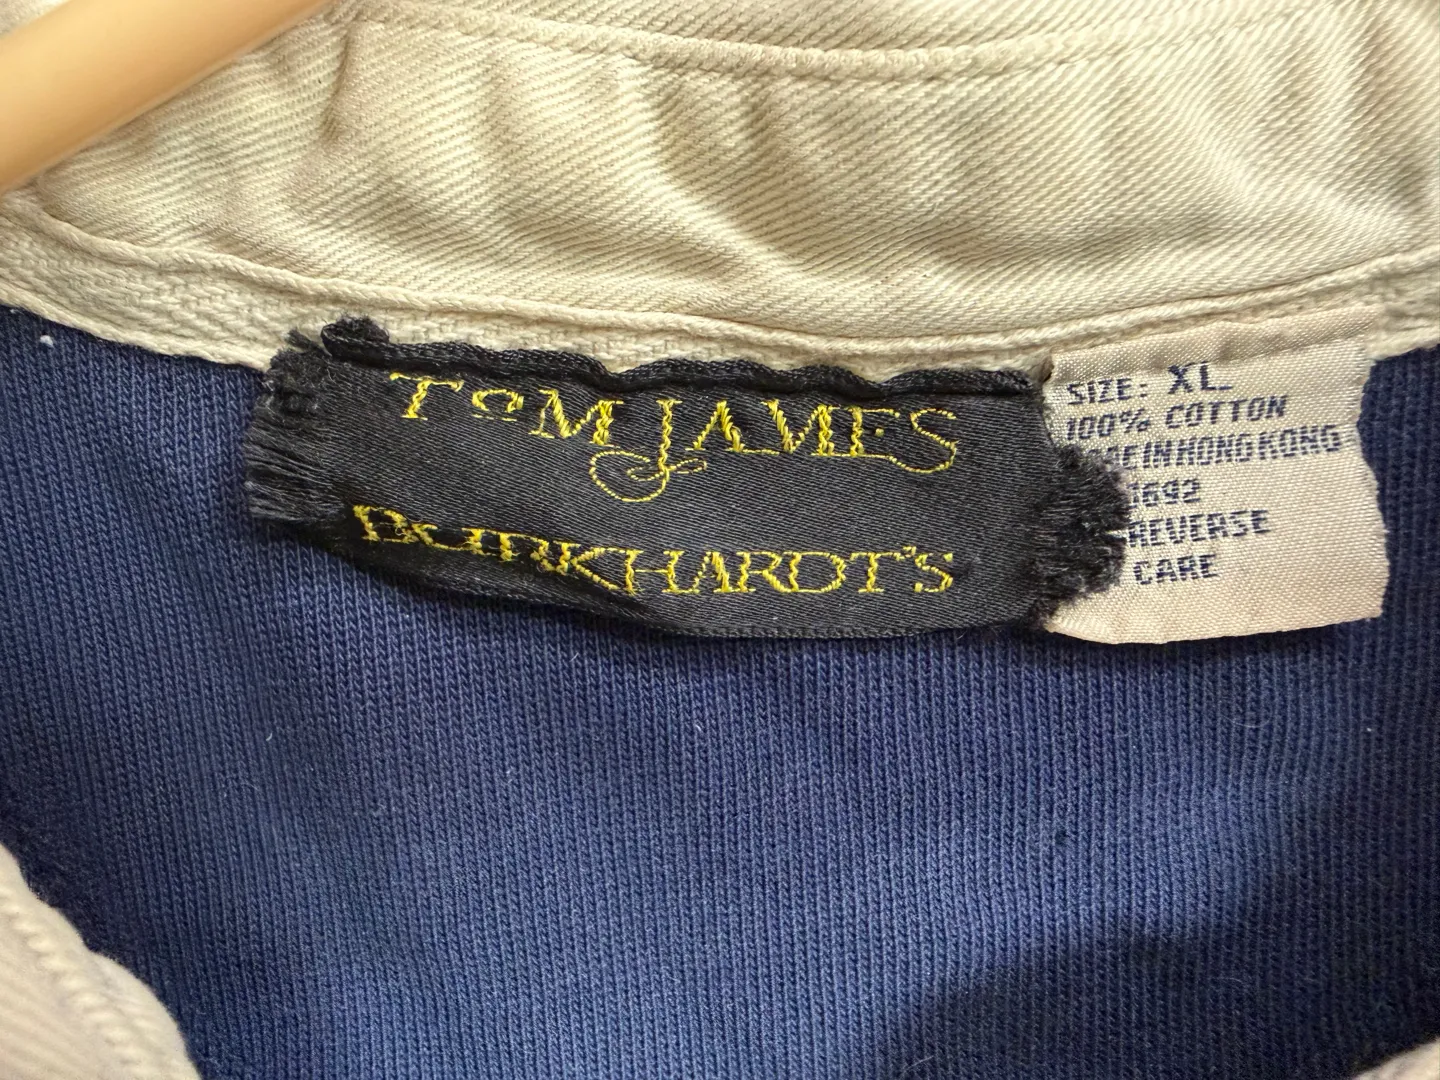 TOM JAMES
BURKHARDT'S
SIZE: XL
100% COTTON
IN HONG KONG
REVERSE
CARE